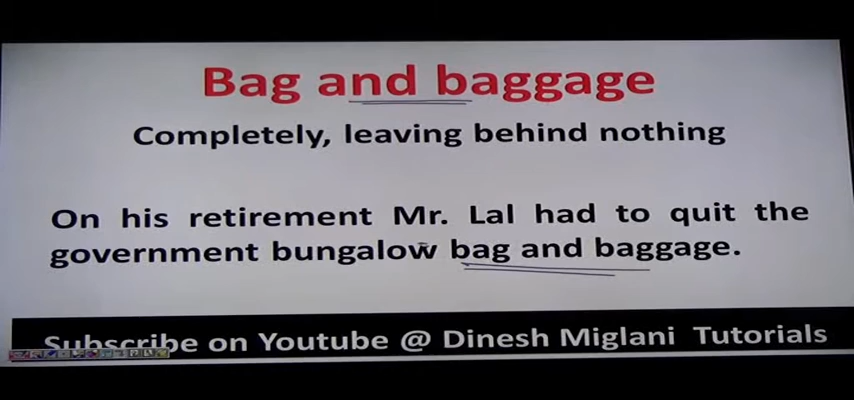 Bag and baggage
Completely, leaving behind nothing
On his retirement Mr. Lal had to quit the
government bungalow bag and baggage.
Subscribe on Youtube @ Dinesh Miglani Tutorials